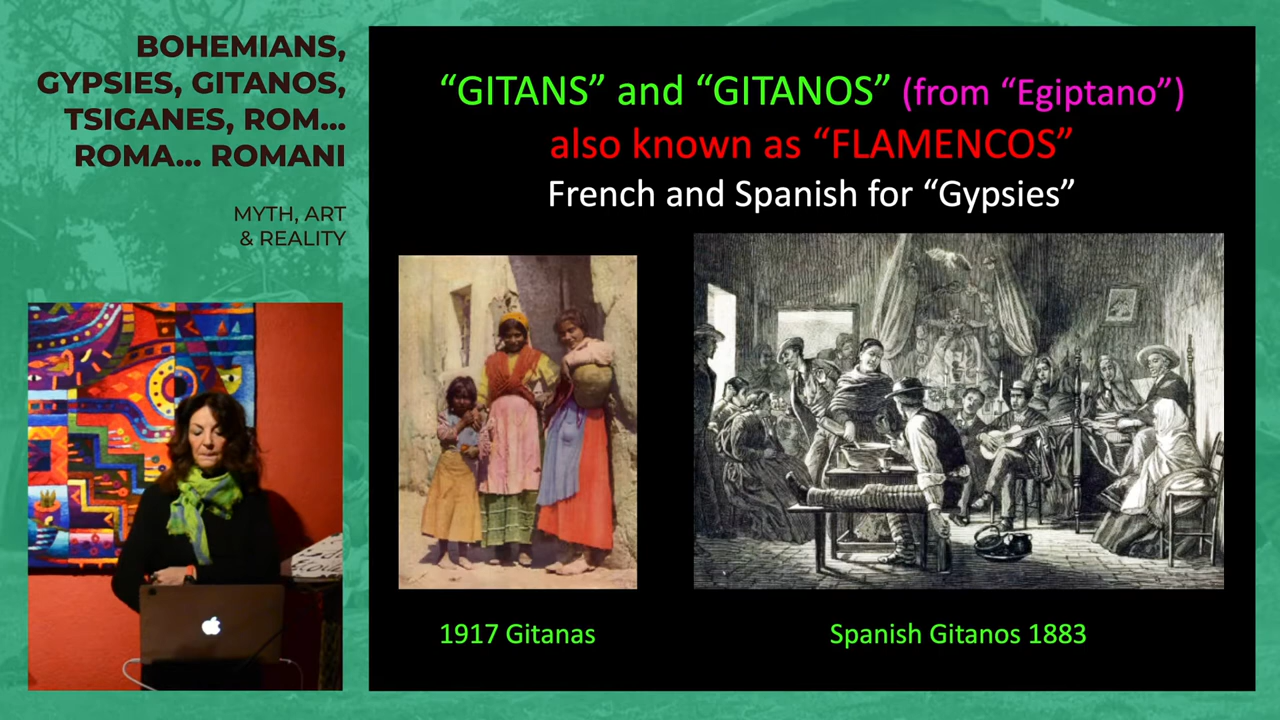 BOHEMIANS,
GYPSIES, GITANOS,
TSIGANES, ROM...
ROMA... ROMANI
MYTH, ART
& REALITY
“GITANS” and “GITANOS” (from “Egiptano”)
also known as “FLAMENCOS”
French and Spanish for “Gypsies”
1917 Gitanas
Spanish Gitanos 1883